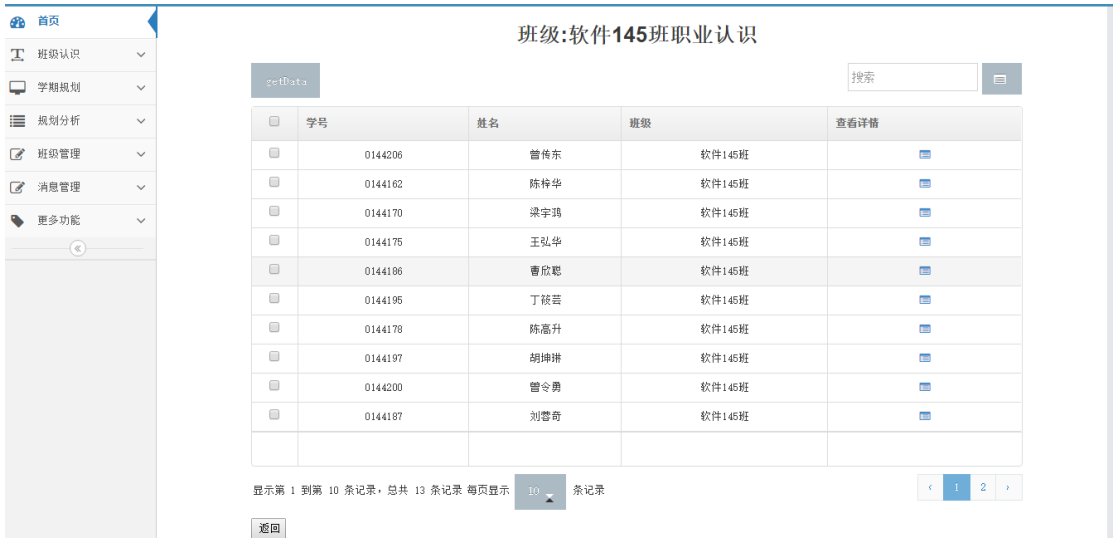 首页
班级认识
学期规划
规划分析
班级管理
消息管理
更多功能
班级:软件145班职业认识
getData
搜索
学号 姓名 班级 查看详情
0144206 曾传东 软件145班
0144162 陈梓华 软件145班
0144170 梁宇鸿 软件145班
0144175 王弘华 软件145班
0144186 曹欣聪 软件145班
0144195 丁筱芸 软件145班
0144178 陈高升 软件145班
0144197 胡坤琳 软件145班
0144200 曾令勇 软件145班
0144187 刘蓉奇 软件145班
显示第 1 到第 10 条记录，总共 13 条记录 每页显示 10 条记录
‹ 1 2 ›
返回